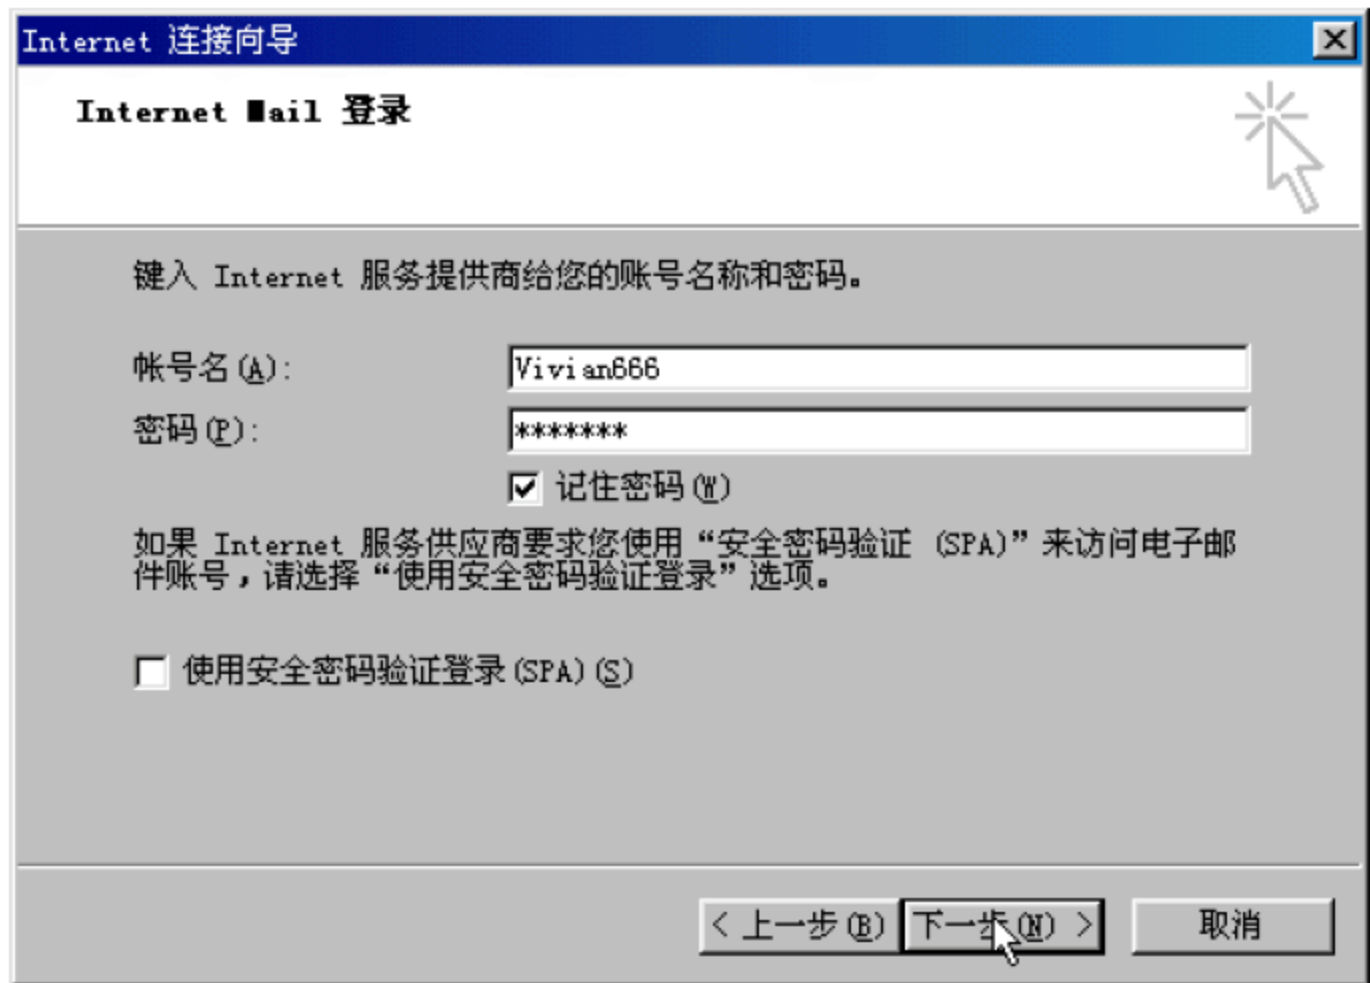 Internet 连接向导
Internet Mail 登录
键入 Internet 服务提供商给您的账号名称和密码。
帐号名(A):
Vivian666
密码(P):
*******
记住密码(W)
如果 Internet 服务供应商要求您使用“安全密码验证 (SPA)”来访问电子邮
件账号，请选择“使用安全密码验证登录”选项。
使用安全密码验证登录(SPA)(S)
< 上一步(B) 下一步(N) > 取消